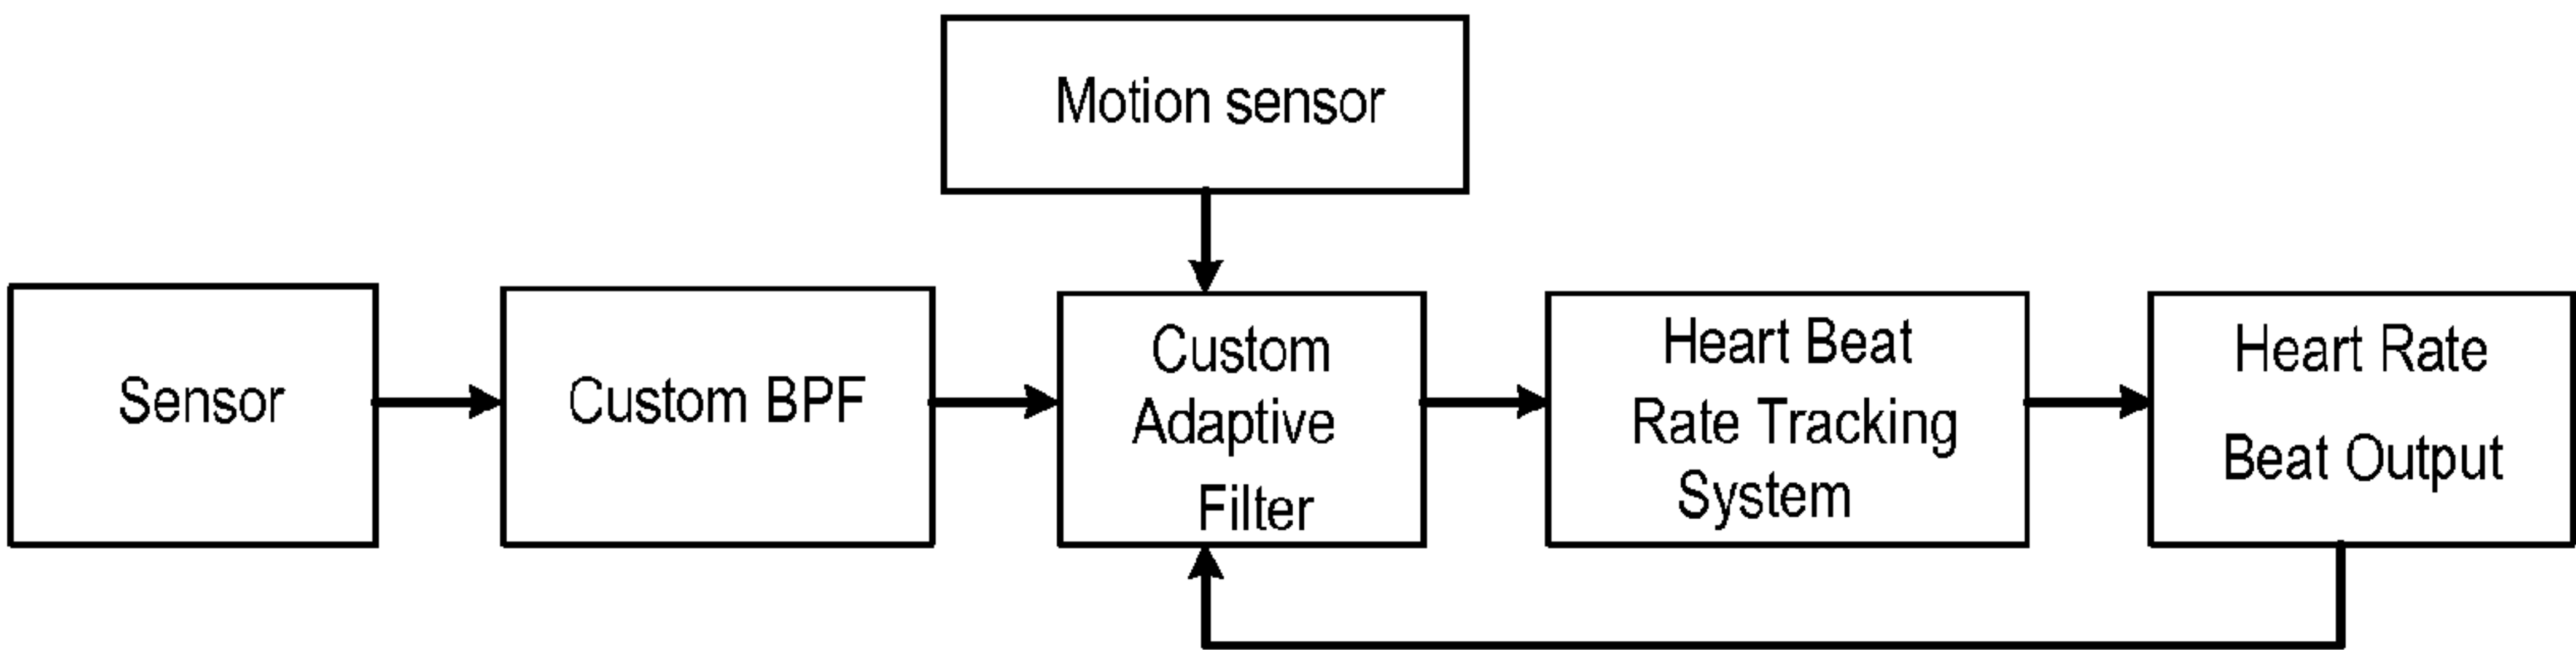 Motion sensor
Sensor
Custom BPF
Custom
Adaptive
Filter
Heart Beat
Rate Tracking
System
Heart Rate
Beat Output